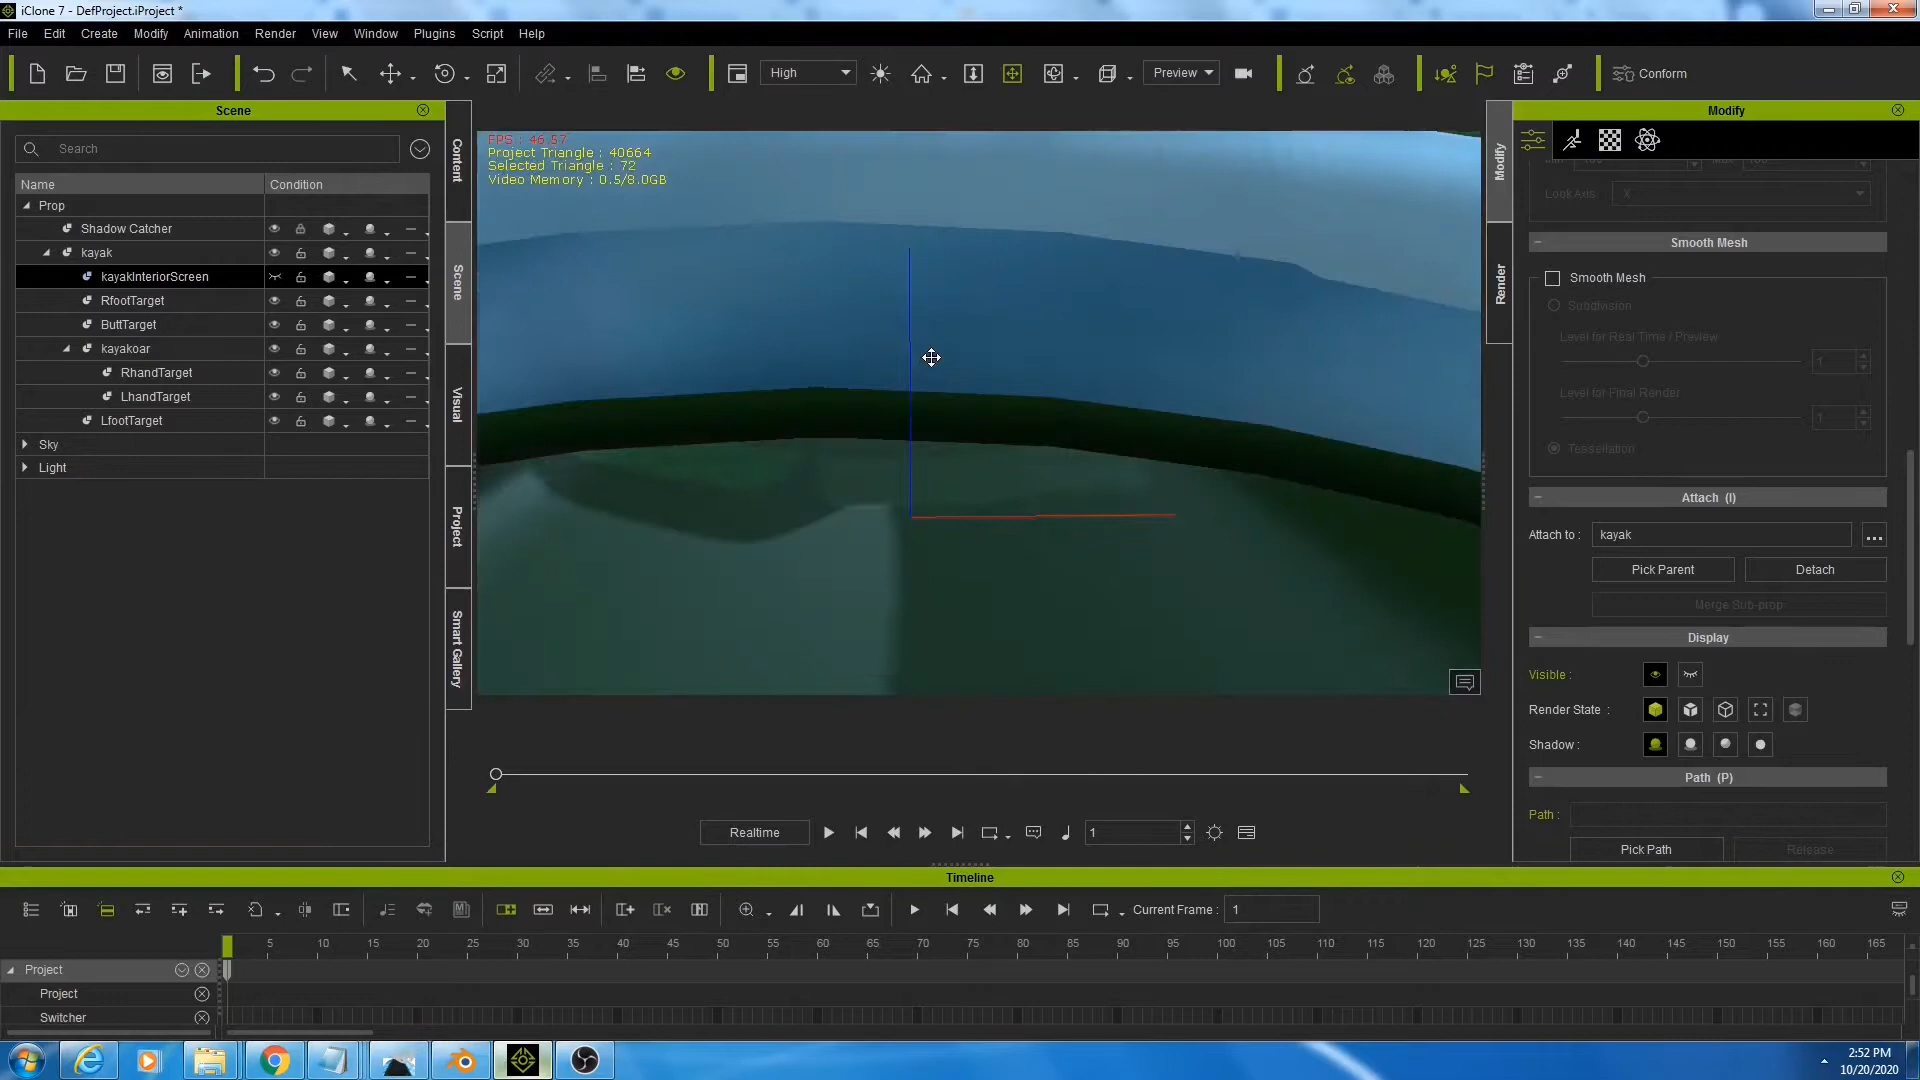 iClone 7 - DefProject.iProject *
File Edit Create Modify Animation Render View Window Plugins Script Help
High
Preview
Conform
Scene
Search
Name Condition
Prop
Shadow Catcher
kayak
kayakInteriorScreen
RfootTarget
ButtTarget
kayakoar
RhandTarget
LhandTarget
LfootTarget
Sky
Light
Content
Scene
Visual
Project
Smart Gallery
FPS : 46.57
Project Triangle : 40664
Selected Triangle : 72
Video Memory : 0.5/8.0GB
Modify
Render
Modify
Look Axis X
Smooth Mesh
Smooth Mesh
Subdivision
Level for Real Time / Preview
1
Level for Final Render
1
Tessellation
Attach (I)
Attach to : kayak ...
Pick Parent Detach
Merge Sub-prop
Display
Visible :
Render State :
Shadow :
Path (P)
Path :
Pick Path Release
Realtime 1
Timeline
Current Frame : 1
5 10 15 20 25 30 35 40 45 50 55 60 65 70 75 80 85 90 95 100 105 110 115 120 125 130 135 140 145 150 155 160 165
Project
Project
Switcher
2:52 PM
10/20/2020